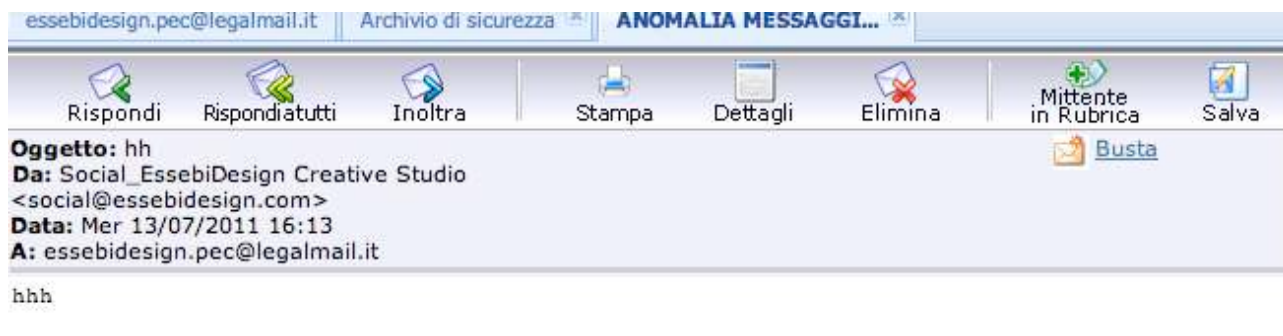 essebidesign.pec@legalmail.it Archivio di sicurezza ANOMALIA MESSAGGI...
Rispondi Rispondiatutti Inoltra Stampa Dettagli Elimina Mittente in Rubrica Salva
Oggetto: hh Busta
Da: Social_EssebiDesign Creative Studio
<social@essebidesign.com>
Data: Mer 13/07/2011 16:13
A: essebidesign.pec@legalmail.it
hhh